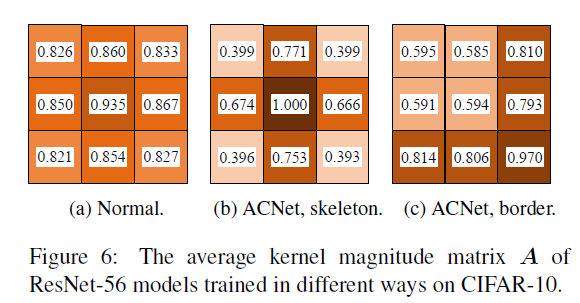 0.826 0.860 0.833 0.399 0.771 0.399 0.595 0.585 0.810
0.850 0.935 0.867 0.674 1.000 0.666 0.591 0.594 0.793
0.821 0.854 0.827 0.396 0.753 0.393 0.814 0.806 0.970
(a) Normal. (b) ACNet, skeleton. (c) ACNet, border.
Figure 6: The average kernel magnitude matrix A of
ResNet-56 models trained in different ways on CIFAR-10.